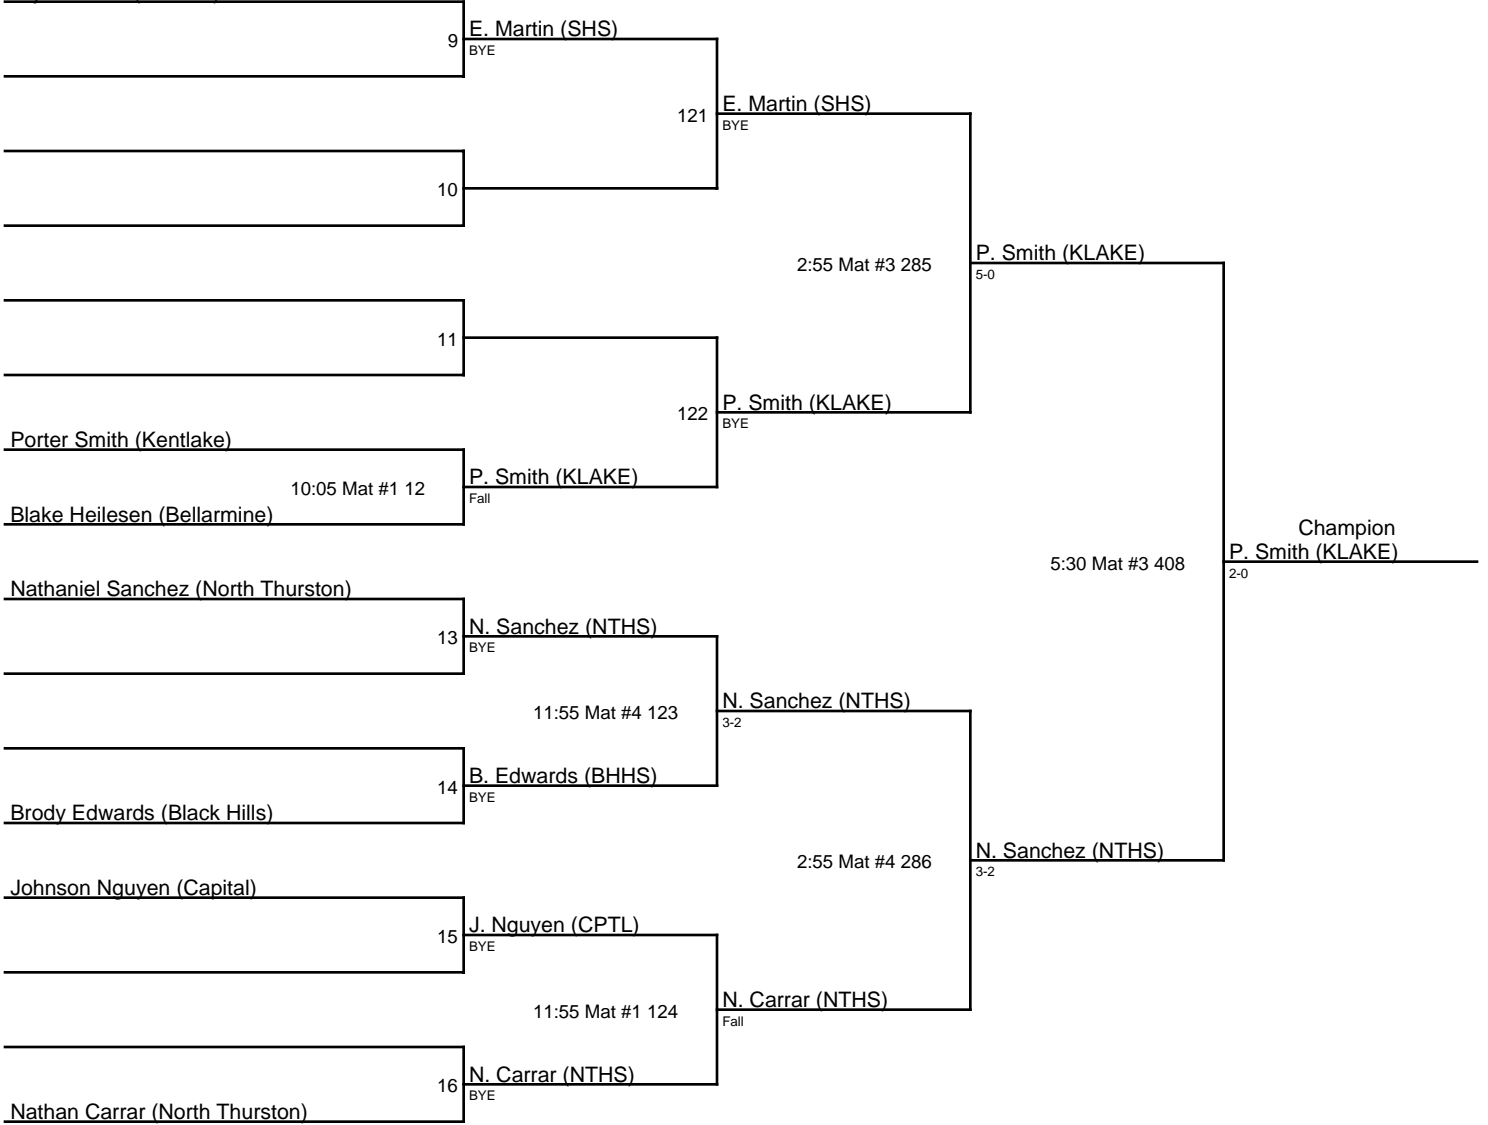 9
E. Martin (SHS)
BYE
121
E. Martin (SHS)
BYE
10
2:55 Mat #3 285
P. Smith (KLAKE)
5-0
11
122
P. Smith (KLAKE)
BYE
Porter Smith (Kentlake)
10:05 Mat #1 12
P. Smith (KLAKE)
Fall
Blake Heilesen (Bellarmine)
Champion
5:30 Mat #3 408
P. Smith (KLAKE)
2-0
Nathaniel Sanchez (North Thurston)
13
N. Sanchez (NTHS)
BYE
11:55 Mat #4 123
N. Sanchez (NTHS)
3-2
14
B. Edwards (BHHS)
BYE
Brody Edwards (Black Hills)
2:55 Mat #4 286
N. Sanchez (NTHS)
3-2
Johnson Nguyen (Capital)
15
J. Nguyen (CPTL)
BYE
11:55 Mat #1 124
N. Carrar (NTHS)
Fall
16
N. Carrar (NTHS)
BYE
Nathan Carrar (North Thurston)